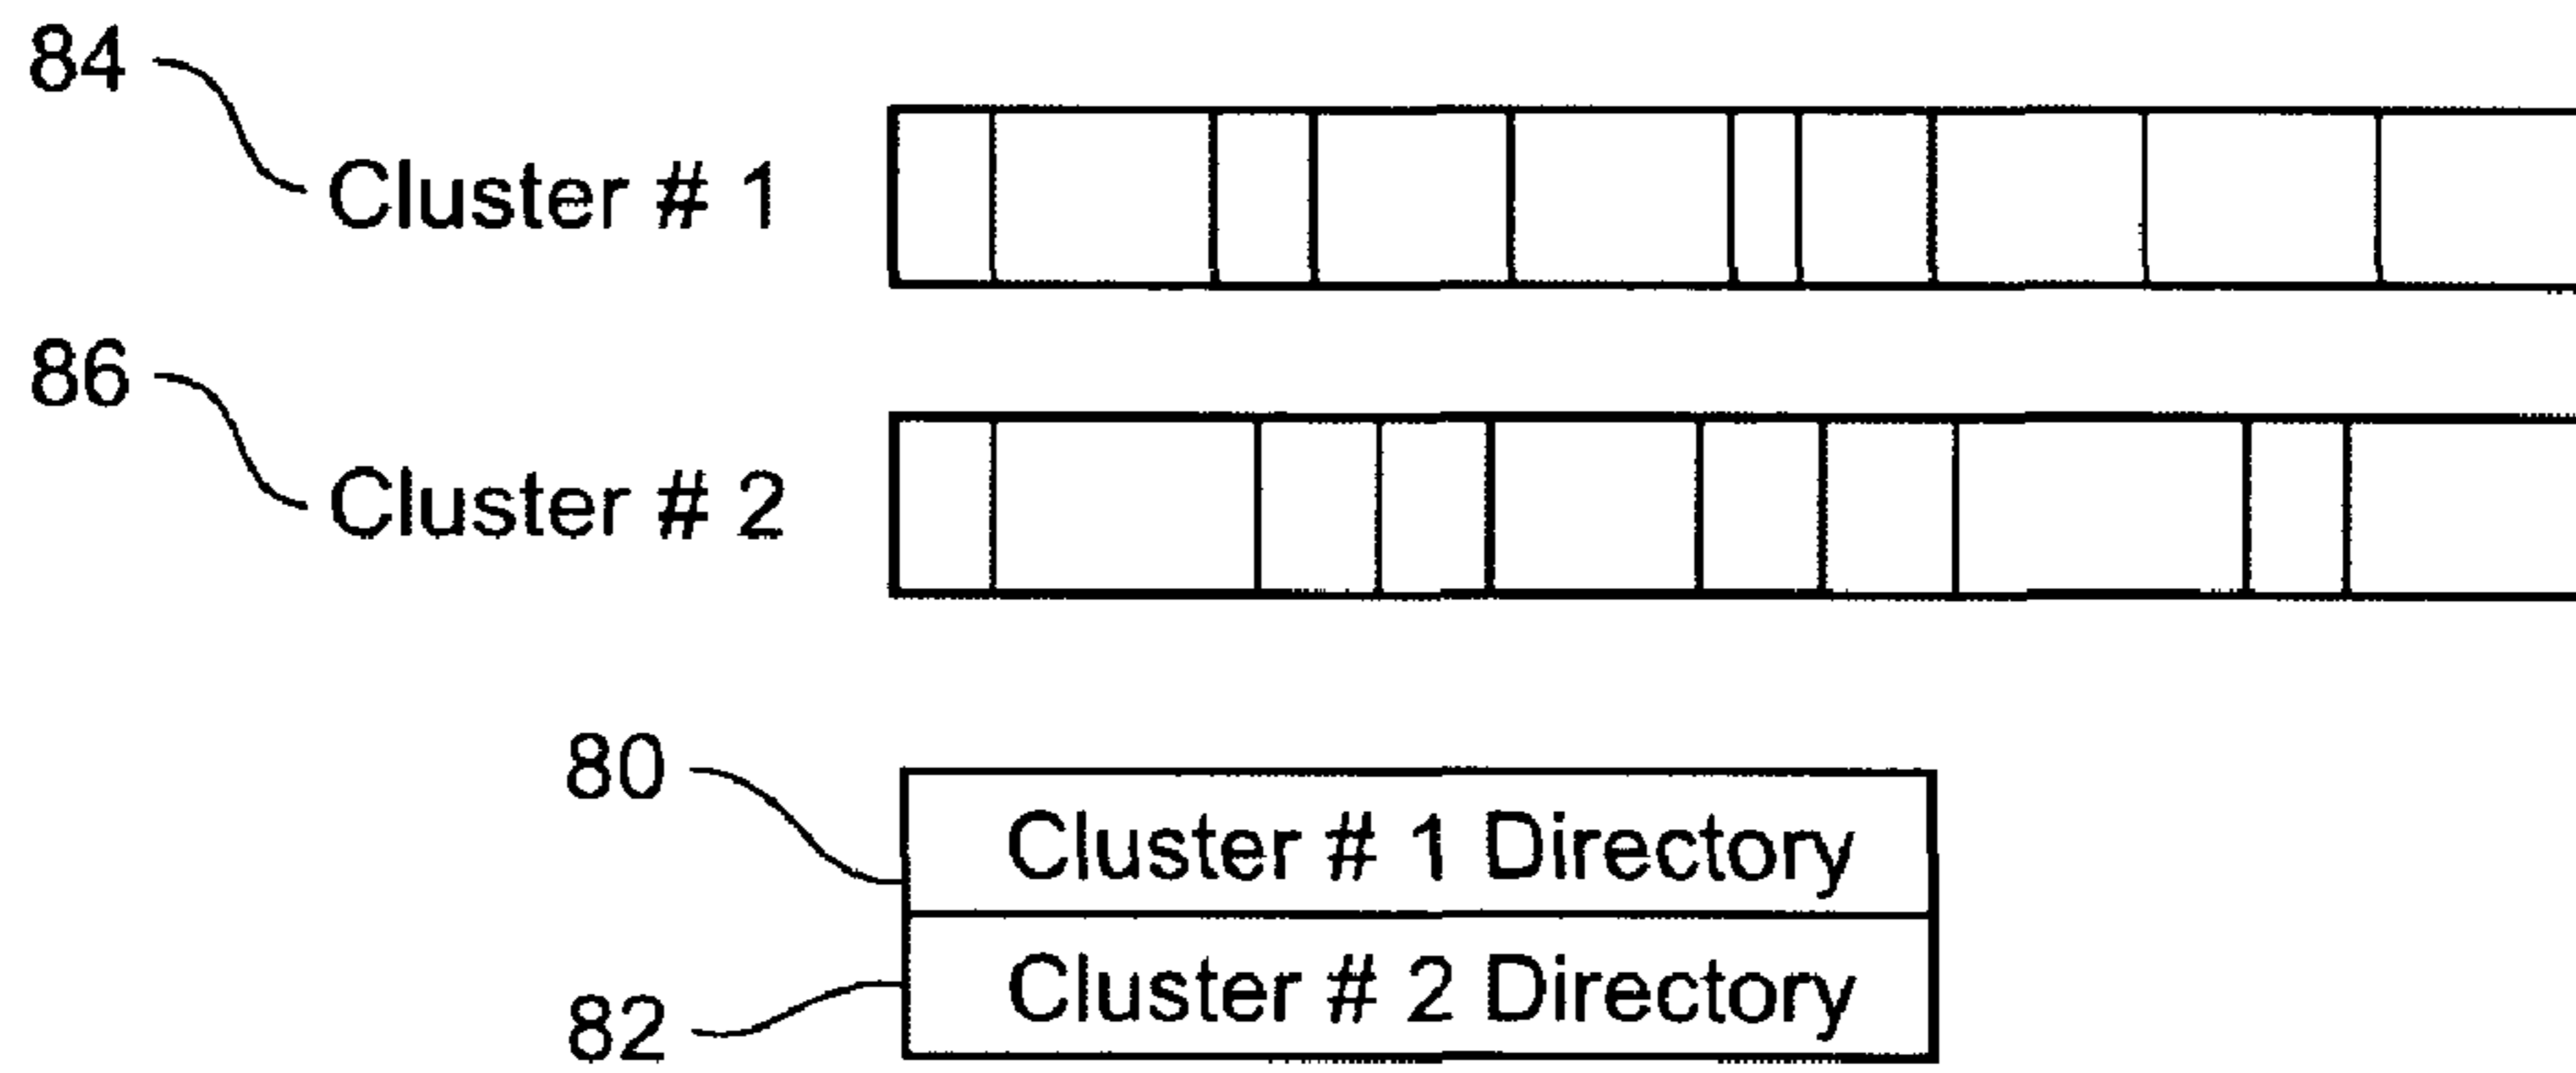 84
Cluster # 1
86
Cluster # 2
80
Cluster # 1 Directory
Cluster # 2 Directory
82